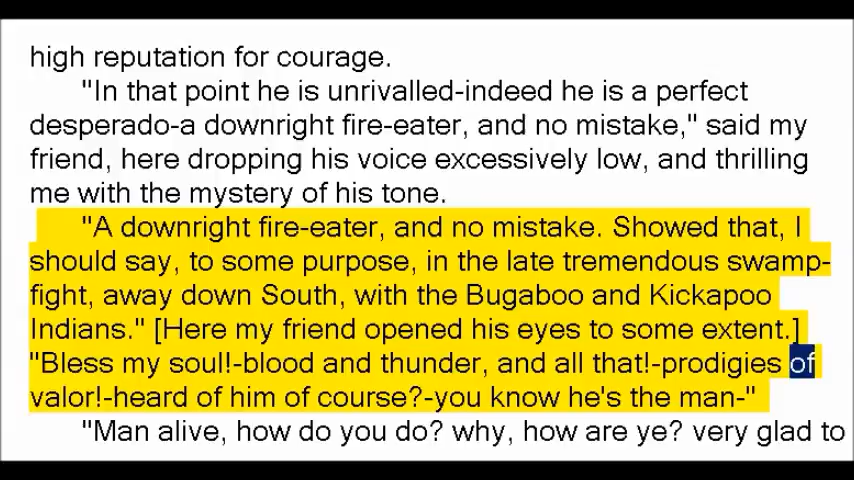 high reputation for courage.
"In that point he is unrivalled-indeed he is a perfect
desperado-a downright fire-eater, and no mistake," said my
friend, here dropping his voice excessively low, and thrilling
me with the mystery of his tone.
"A downright fire-eater, and no mistake. Showed that, I
should say, to some purpose, in the late tremendous swamp-
fight, away down South, with the Bugaboo and Kickapoo
Indians." [Here my friend opened his eyes to some extent.]
"Bless my soul!-blood and thunder, and all that!-prodigies of
valor!-heard of him of course?-you know he's the man-"
"Man alive, how do you do? why, how are ye? very glad to